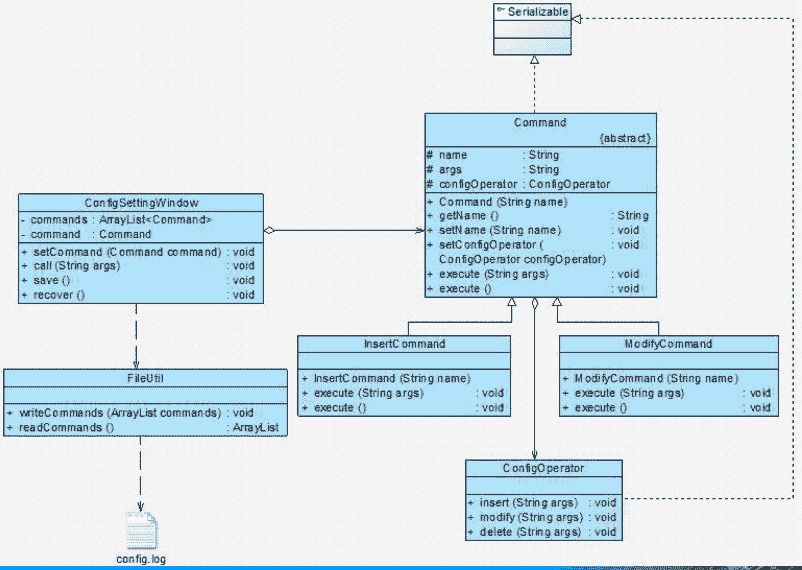 Serializable
Command
{abstract}
# name : String
# args : String
# configOperator : ConfigOperator
+ Command (String name)
+ getName () : String
+ setName (String name) : void
+ setConfigOperator ( : void
ConfigOperator configOperator)
+ execute (String args) : void
+ execute () : void
ConfigSettingWindow
- commands : ArrayList<Command>
- command : Command
+ setCommand (Command command) : void
+ call (String args) : void
+ save () : void
+ recover () : void
InsertCommand
+ InsertCommand (String name)
+ execute (String args) : void
+ execute () : void
ModifyCommand
+ ModifyCommand (String name)
+ execute (String args) : void
+ execute () : void
FileUtil
+ writeCommands (ArrayList commands) : void
+ readCommands () : ArrayList
ConfigOperator
+ insert (String args) : void
+ modify (String args) : void
+ delete (String args) : void
config.log